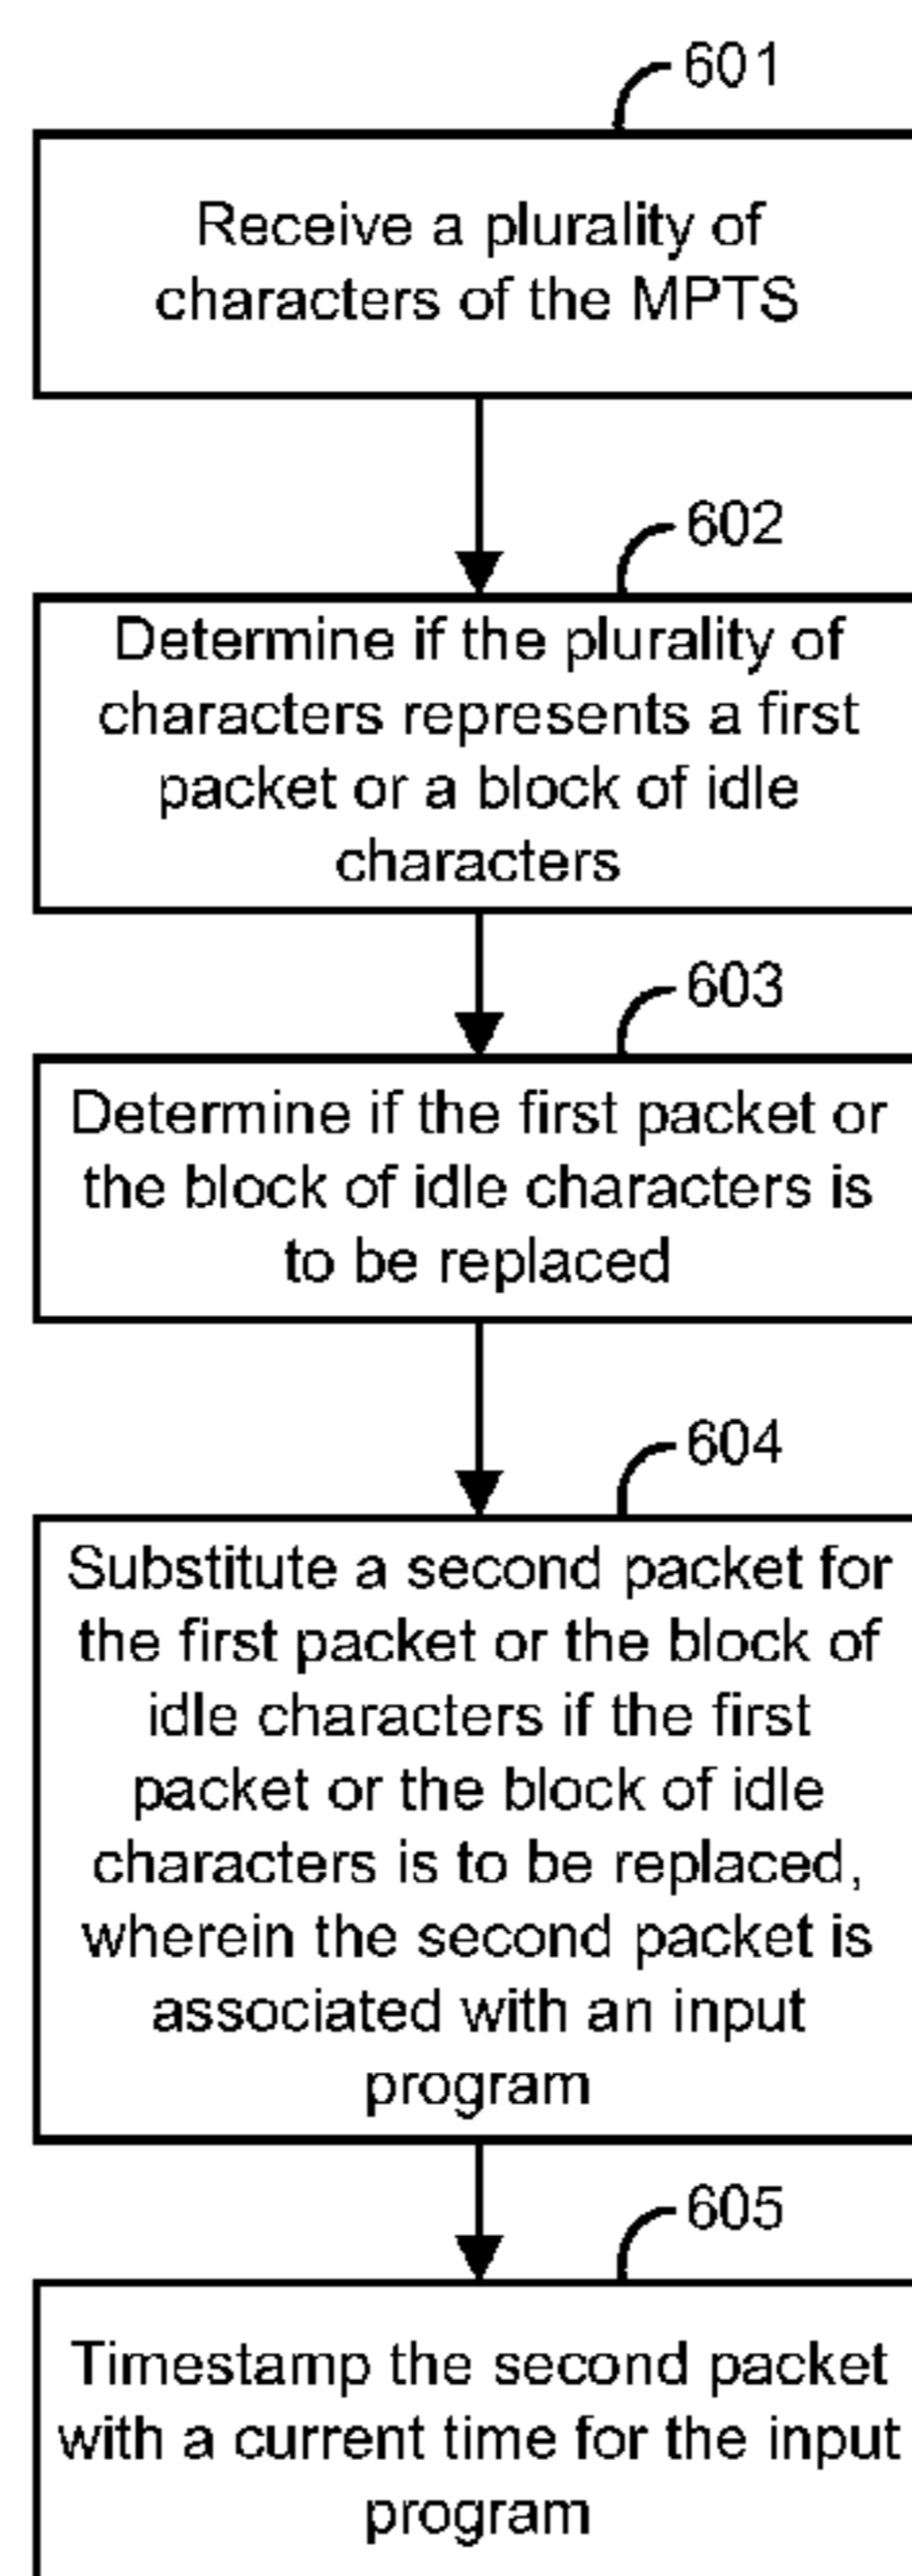 601
Receive a plurality of
characters of the MPTS
602
Determine if the plurality of
characters represents a first
packet or a block of idle
characters
603
Determine if the first packet or
the block of idle characters is
to be replaced
604
Substitute a second packet for
the first packet or the block of
idle characters if the first
packet or the block of idle
characters is to be replaced,
wherein the second packet is
associated with an input
program
605
Timestamp the second packet
with a current time for the input
program